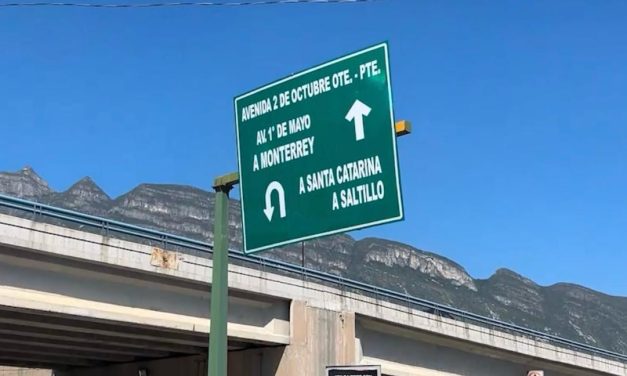 AVENIDA 2 DE OCTUBRE OTE. - PTE.
AV. 1° DE MAYO
A MONTERREY
A SANTA CATARINA
A SALTILLO